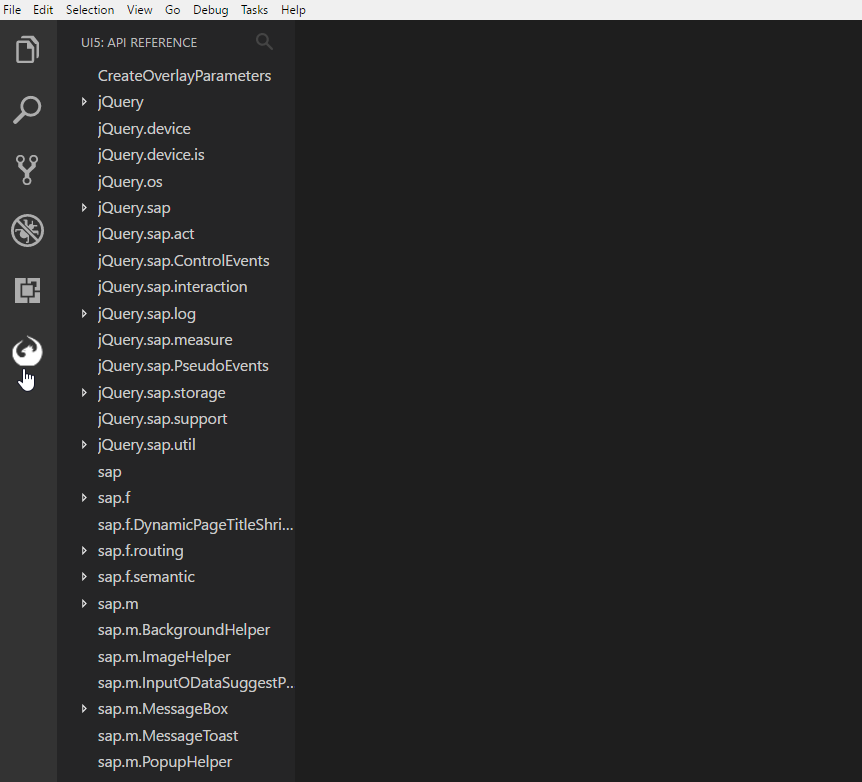 File Edit Selection View Go Debug Tasks Help
UI5: API REFERENCE
CreateOverlayParameters
jQuery
jQuery.device
jQuery.device.is
jQuery.os
jQuery.sap
jQuery.sap.act
jQuery.sap.ControlEvents
jQuery.sap.interaction
jQuery.sap.log
jQuery.sap.measure
jQuery.sap.PseudoEvents
jQuery.sap.storage
jQuery.sap.support
jQuery.sap.util
sap
sap.f
sap.f.DynamicPageTitleShri...
sap.f.routing
sap.f.semantic
sap.m
sap.m.BackgroundHelper
sap.m.ImageHelper
sap.m.InputODataSuggestP...
sap.m.MessageBox
sap.m.MessageToast
sap.m.PopupHelper